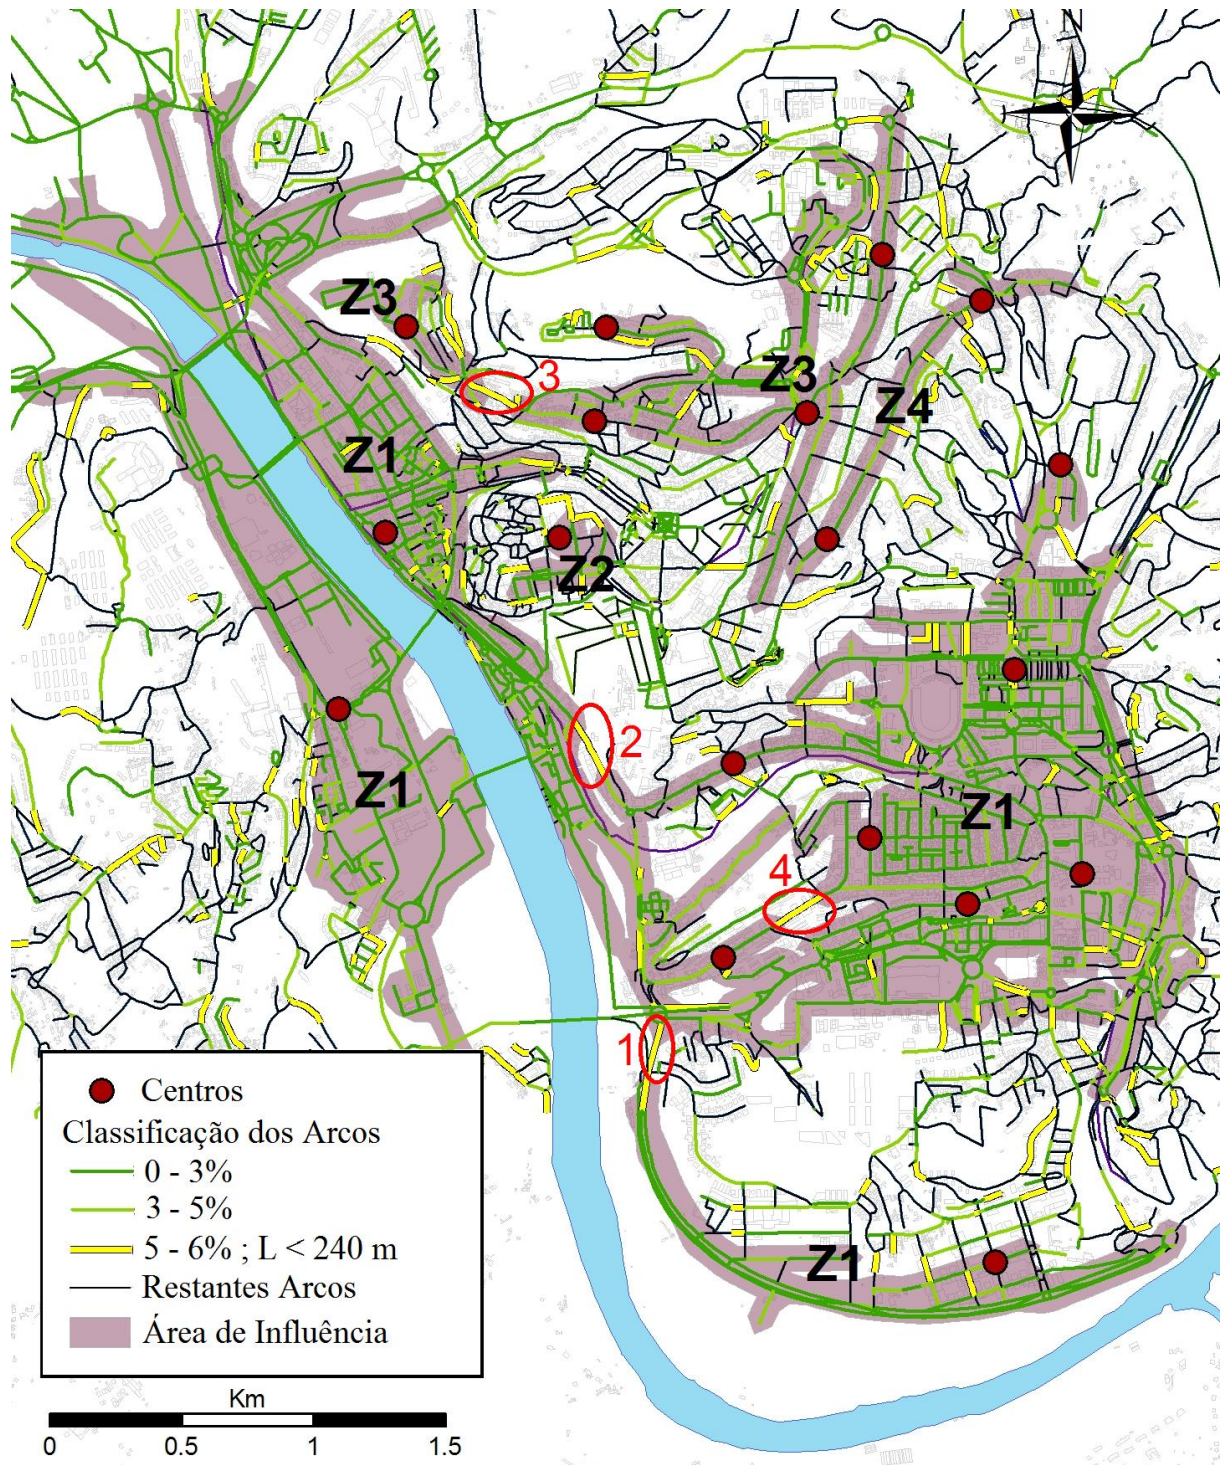 N
Z3
3
Z3
Z4
Z1
Z2
2
Z1
Z1
4
1
Z1
Centros
Classificação dos Arcos
0 - 3%
3 - 5%
5 - 6% ; L < 240 m
Restantes Arcos
Área de Influência
Km
0 0.5 1 1.5